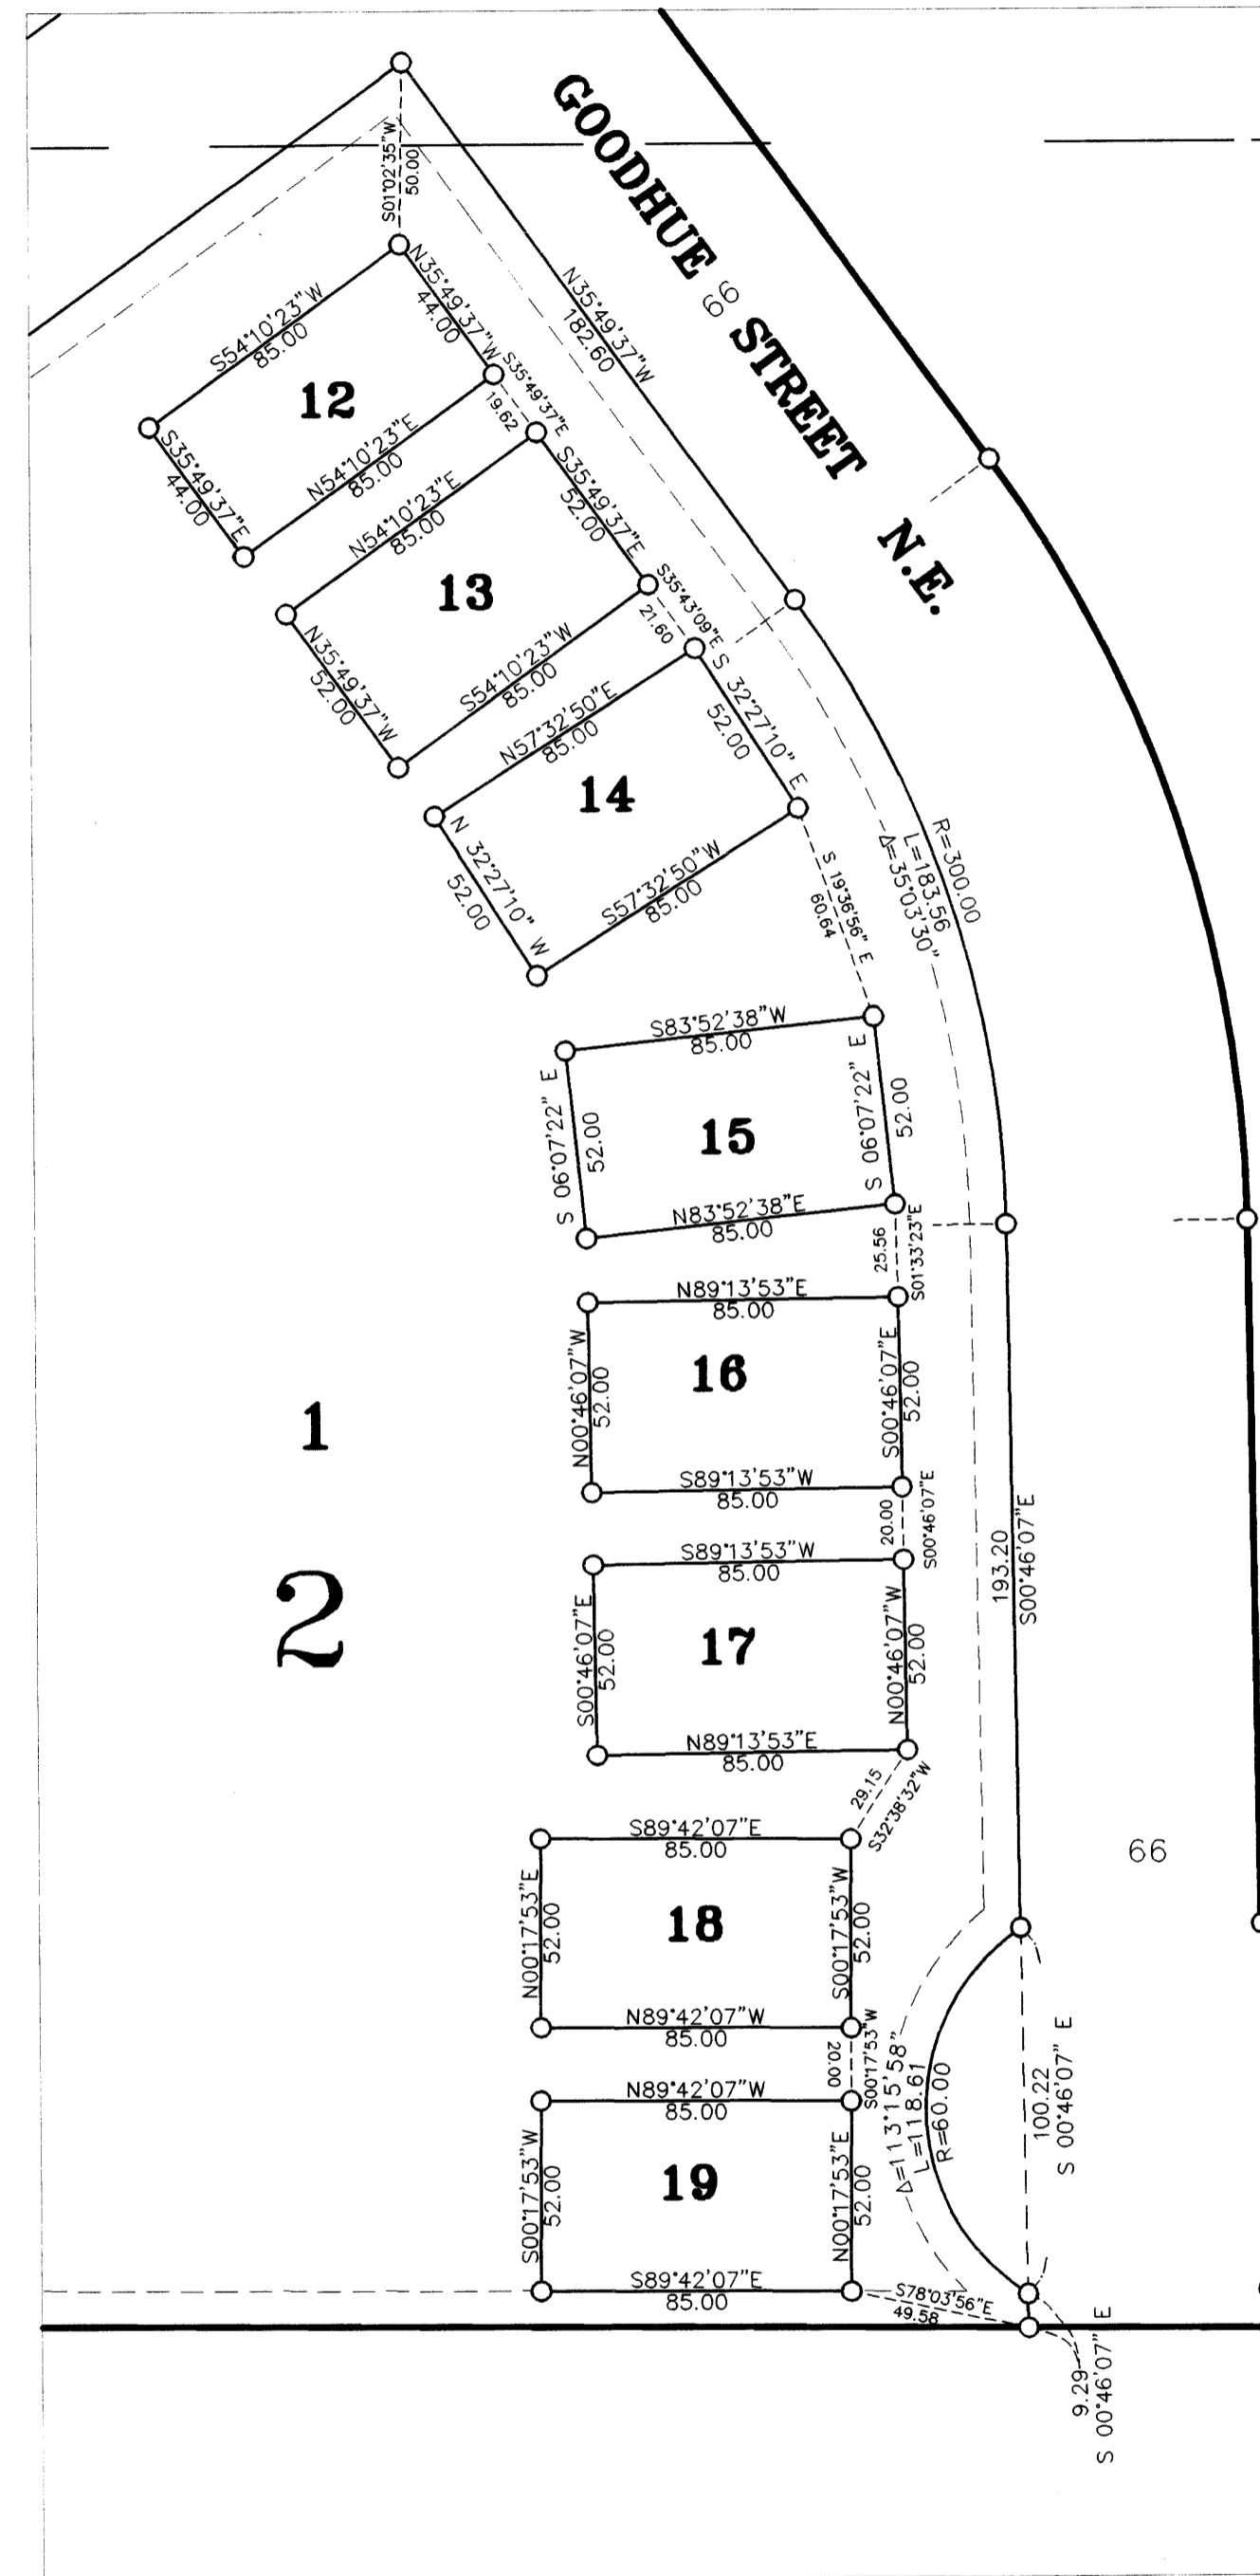 GOODHUE 66 STREET N.E.
S01°02'35"W
50.00
N35°49'37"W
44.00
N35°49'37"W
182.60
S54°10'23"W
85.00
12
S35°49'37"E
44.00
N54°10'23"E
85.00
S35°49'37"E
19.62
N54°10'23"E
85.00
S35°49'37"E
52.00
13
N35°49'37"W
52.00
S54°10'23"W
85.00
S35°43'09"E
21.60
N57°32'50"E
85.00
S 32°27'10" E
52.00
14
N 32°27'10" W
52.00
S57°32'50"W
85.00
S 19°36'56" E
60.64
R=300.00
L=183.56
Δ=35°03'30"
S83°52'38"W
85.00
S 06°07'22" E
52.00
15
S 06°07'22" E
52.00
N83°52'38"E
85.00
25.56
S01°33'23"E
N89°13'53"E
85.00
N00°46'07"W
52.00
16
S00°46'07"E
52.00
S89°13'53"W
85.00
20.00
S00°46'07"E
1
2
S89°13'53"W
85.00
S00°46'07"E
52.00
17
N00°46'07"W
52.00
N89°13'53"E
85.00
193.20
S00°46'07"E
29.15
S32°38'32"W
66
S89°42'07"E
85.00
N00°17'53"E
52.00
18
S00°17'53"W
52.00
N89°42'07"W
85.00
20.00
S00°17'53"W
N89°42'07"W
85.00
S00°17'53"W
52.00
19
N00°17'53"E
52.00
S89°42'07"E
85.00
Δ=113°15'58"
L=118.61
R=60.00
100.22
S 00°46'07" E
S78°03'56"E
49.58
9.29
S 00°46'07" E